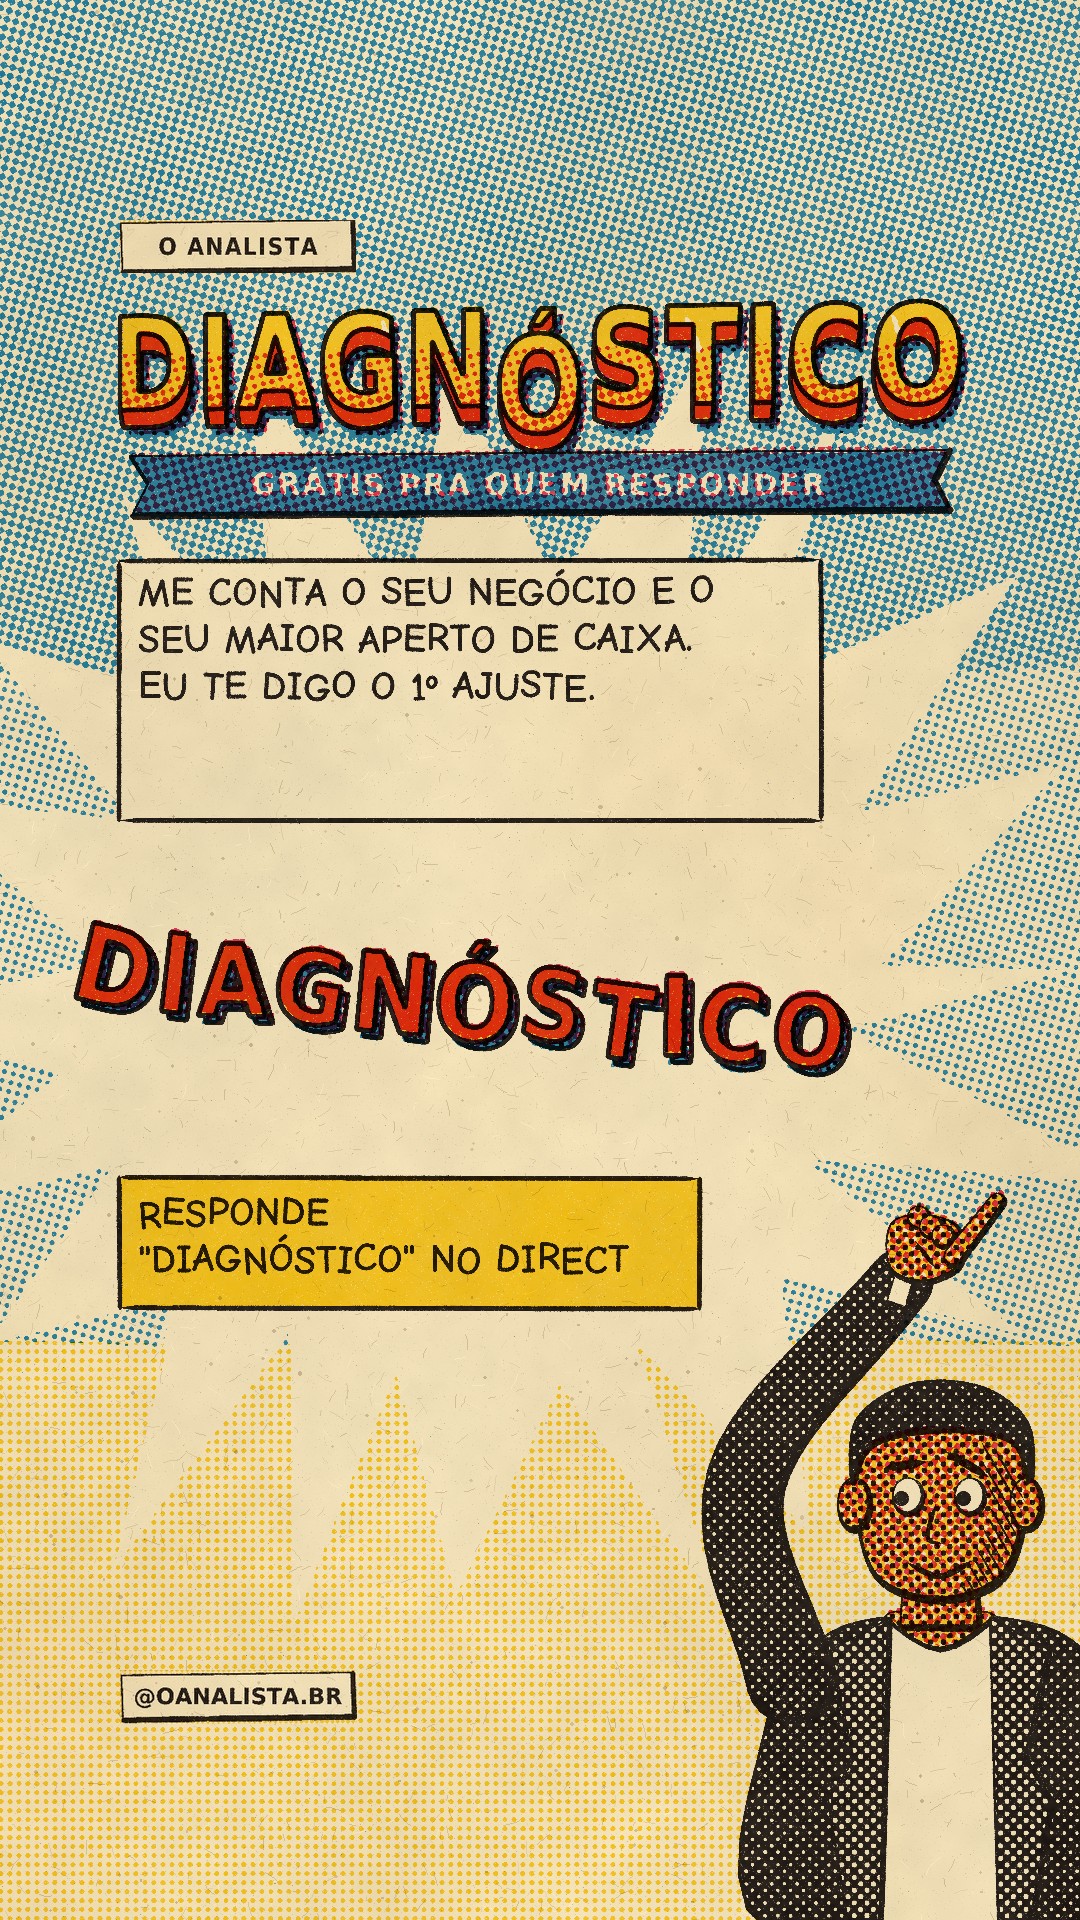 O ANALISTA
DIAGNÓSTICO
GRÁTIS PRA QUEM RESPONDER
ME CONTA O SEU NEGÓCIO E O
SEU MAIOR APERTO DE CAIXA.
EU TE DIGO O 1º AJUSTE.
DIAGNÓSTICO
RESPONDE
"DIAGNÓSTICO" NO DIRECT
@OANALISTA.BR